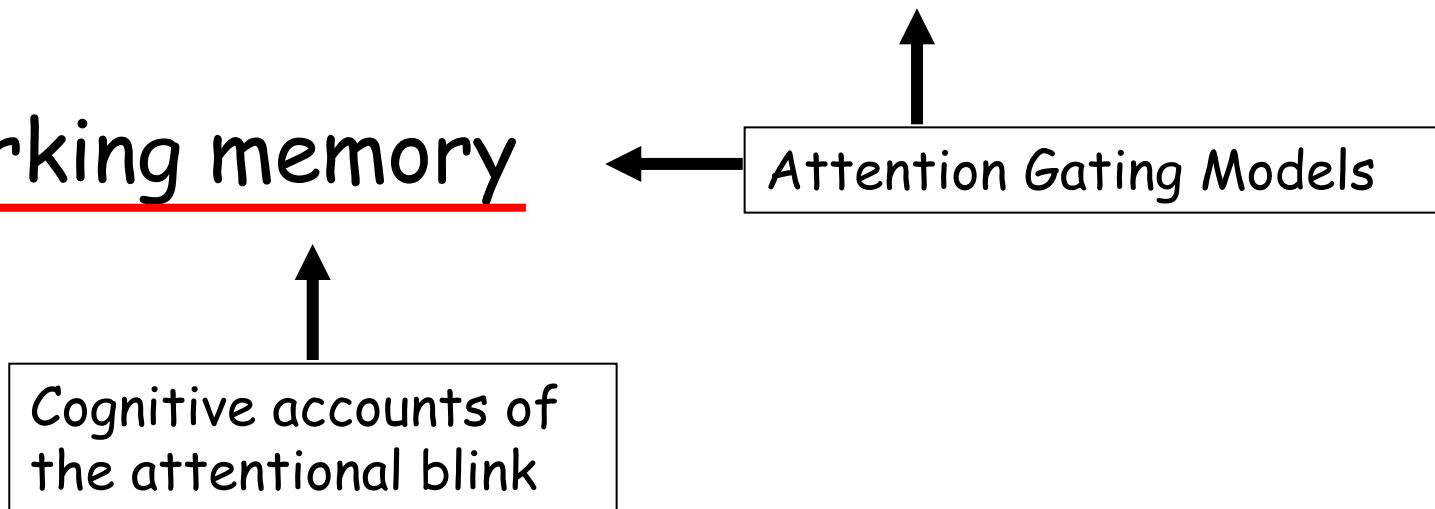 rking memory
Attention Gating Models
Cognitive accounts of
the attentional blink